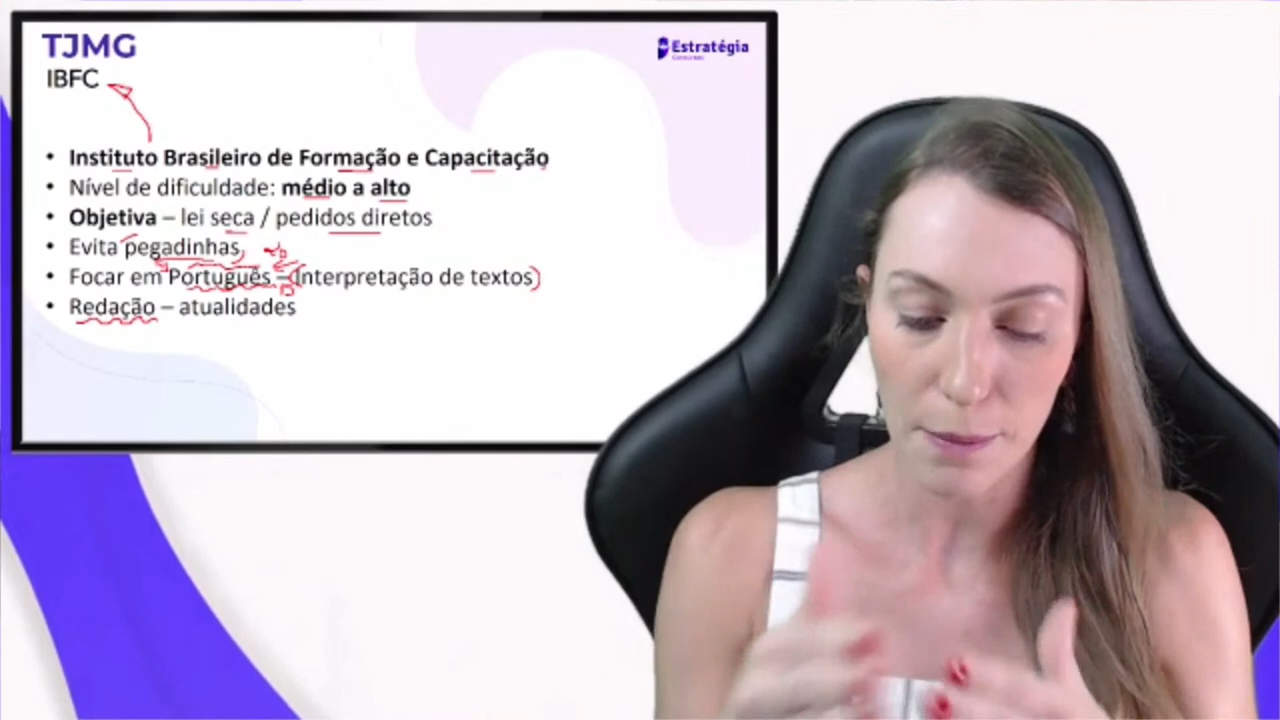 TJMG
IBFC
Estratégia
Concursos
• Instituto Brasileiro de Formação e Capacitação
• Nível de dificuldade: médio a alto
• Objetiva – lei seca / pedidos diretos
• Evita pegadinhas
• Focar em Português – (Interpretação de textos)
• Redação – atualidades